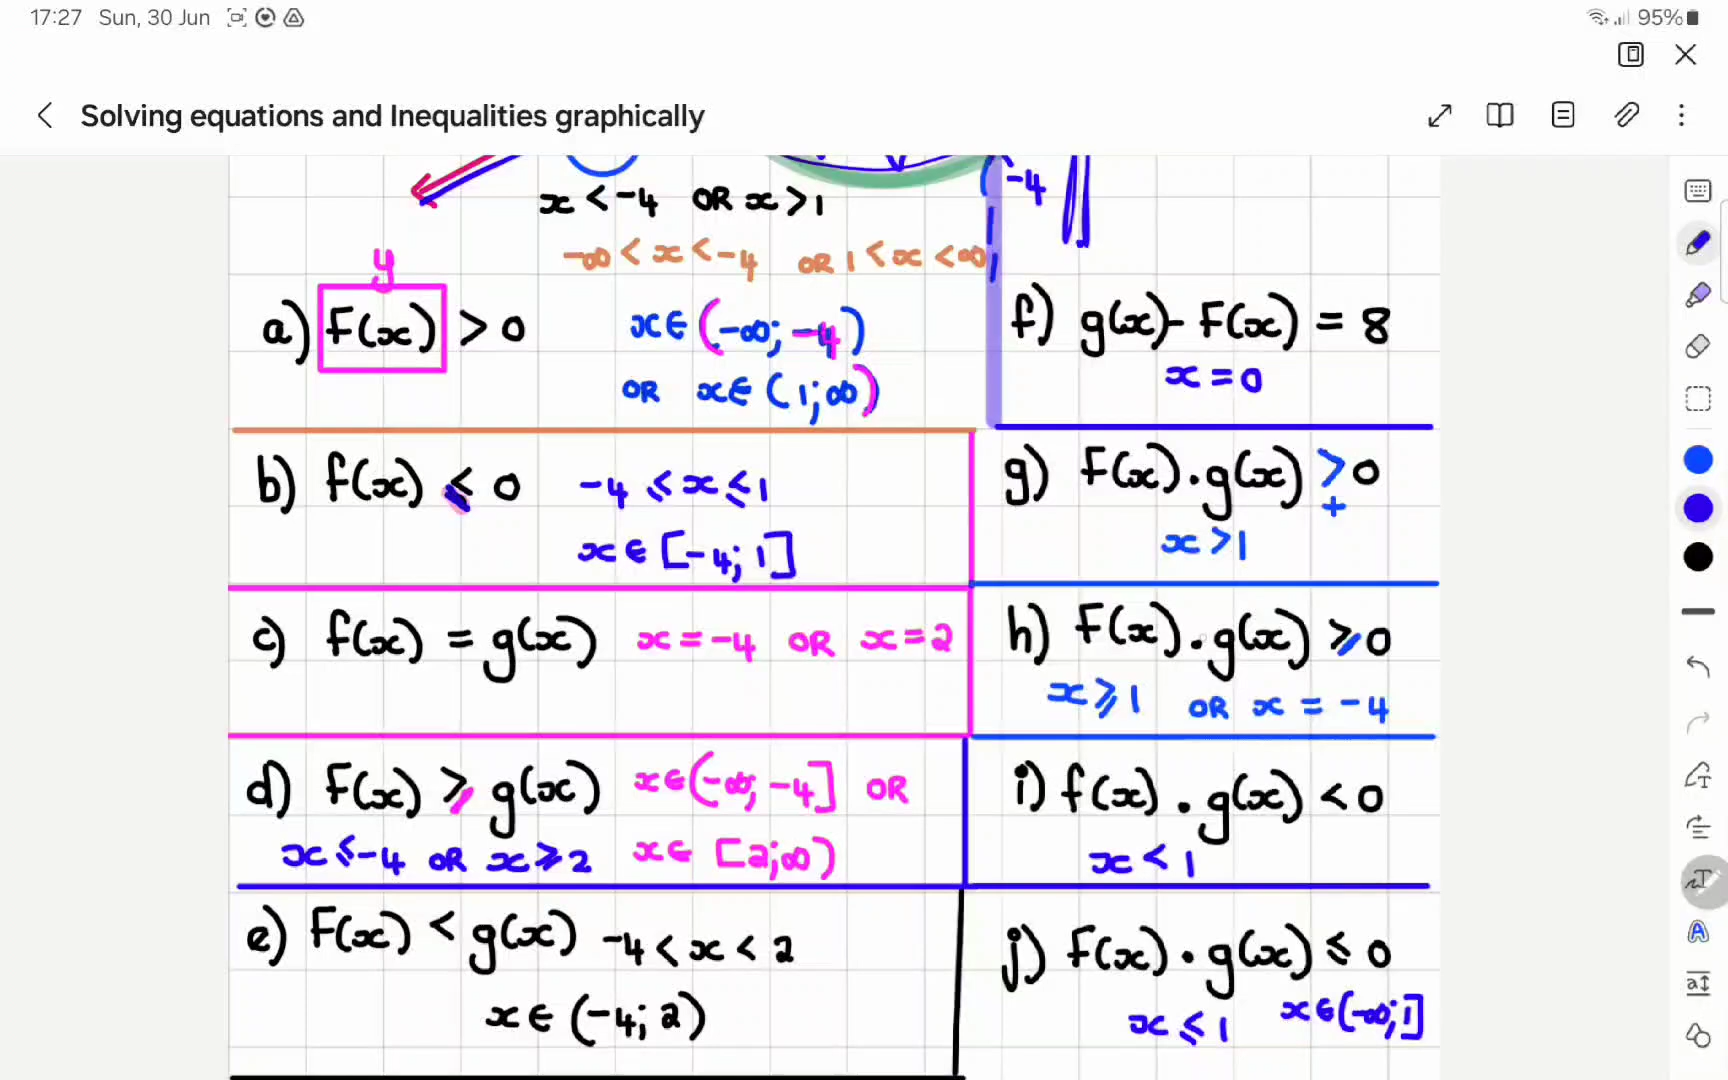 17:27 Sun, 30 Jun
95%
Solving equations and Inequalities graphically
-4
x < -4 OR x > 1
-∞ < x < -4 OR 1 < x < ∞
y
a) F(x) > 0
x ∈ (-∞; -4)
OR x ∈ (1; ∞)
b) f(x) ≤ 0 -4 ≤ x ≤ 1
x ∈ [-4; 1]
c) f(x) = g(x) x = -4 OR x = 2
d) F(x) ≥ g(x) x ∈ (-∞; -4] OR
x ≤ -4 OR x ≥ 2 x ∈ [2; ∞)
e) F(x) < g(x) -4 < x < 2
x ∈ (-4; 2)
f) g(x) - F(x) = 8
x = 0
g) F(x) . g(x) > 0
+
x > 1
h) F(x) . g(x) ≥ 0
x ≥ 1 OR x = -4
i) f(x) . g(x) < 0
x < 1
j) F(x) . g(x) ≤ 0
x ≤ 1 x ∈ (-∞; 1]